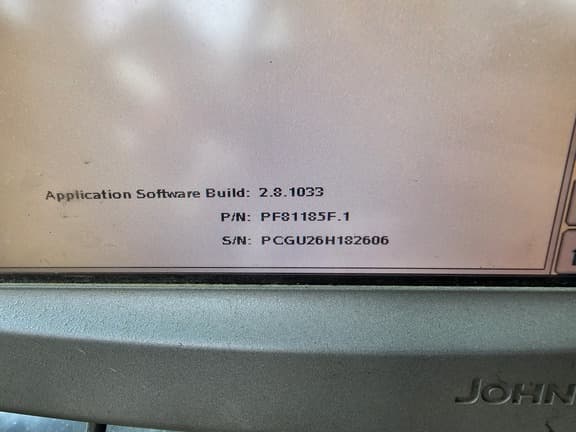 Application Software Build: 2.8.1033
P/N: PF81185F.1
S/N: PCGU26H182606
JOHN